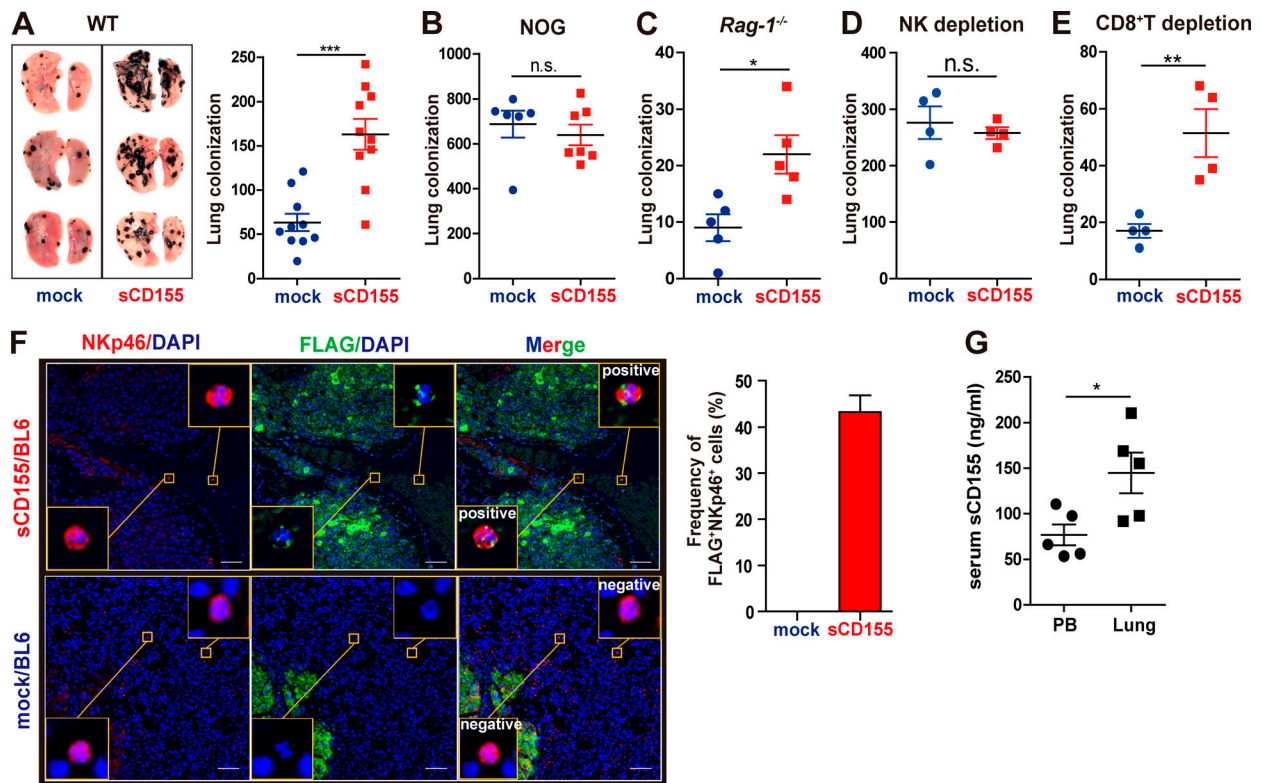 A
WT
mock
sCD155
Lung colonization
250
200
150
100
50
0
***
mock
sCD155
B
NOG
Lung colonization
1000
800
600
400
200
0
n.s.
mock
sCD155
C
Rag-1-/-
Lung colonization
40
30
20
10
0
*
mock
sCD155
D
NK depletion
Lung colonization
400
300
200
100
0
n.s.
mock
sCD155
E
CD8+T depletion
Lung colonization
80
60
40
20
0
**
mock
sCD155
F
NKp46/DAPI
FLAG/DAPI
Merge
sCD155/BL6
positive
positive
mock/BL6
negative
negative
Frequency of
FLAG+NKp46+ cells (%)
50
40
30
20
10
0
mock
sCD155
G
serum sCD155 (ng/ml)
250
200
150
100
50
0
*
PB
Lung